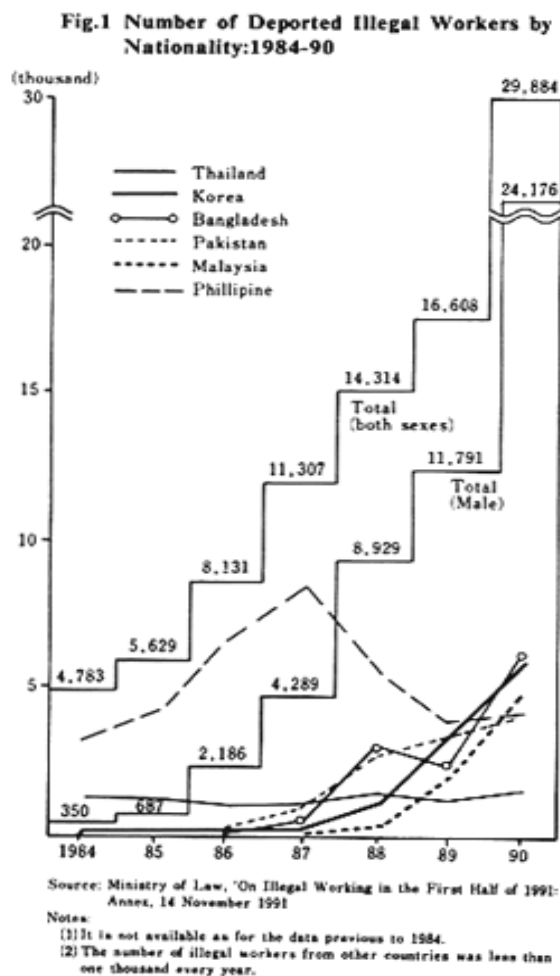 Fig.1 Number of Deported Illegal Workers by
Nationality:1984-90
(thousand)
30
29,884
24,176
Thailand
Korea
Bangladesh
Pakistan
Malaysia
Phillipine
20
16,608
15
14,314
Total
(both sexes)
11,307
11,791
Total
(Male)
10
8,929
8,131
5,629
4,783
5
4,289
2,186
687
350
1984 85 86 87 88 89 90
Source: Ministry of Law, 'On Illegal Working in the First Half of 1991:
Annex, 14 November 1991
Notes:
(1) It is not available as for the data previous to 1984.
(2) The number of illegal workers from other countries was less than
one thousand every year.